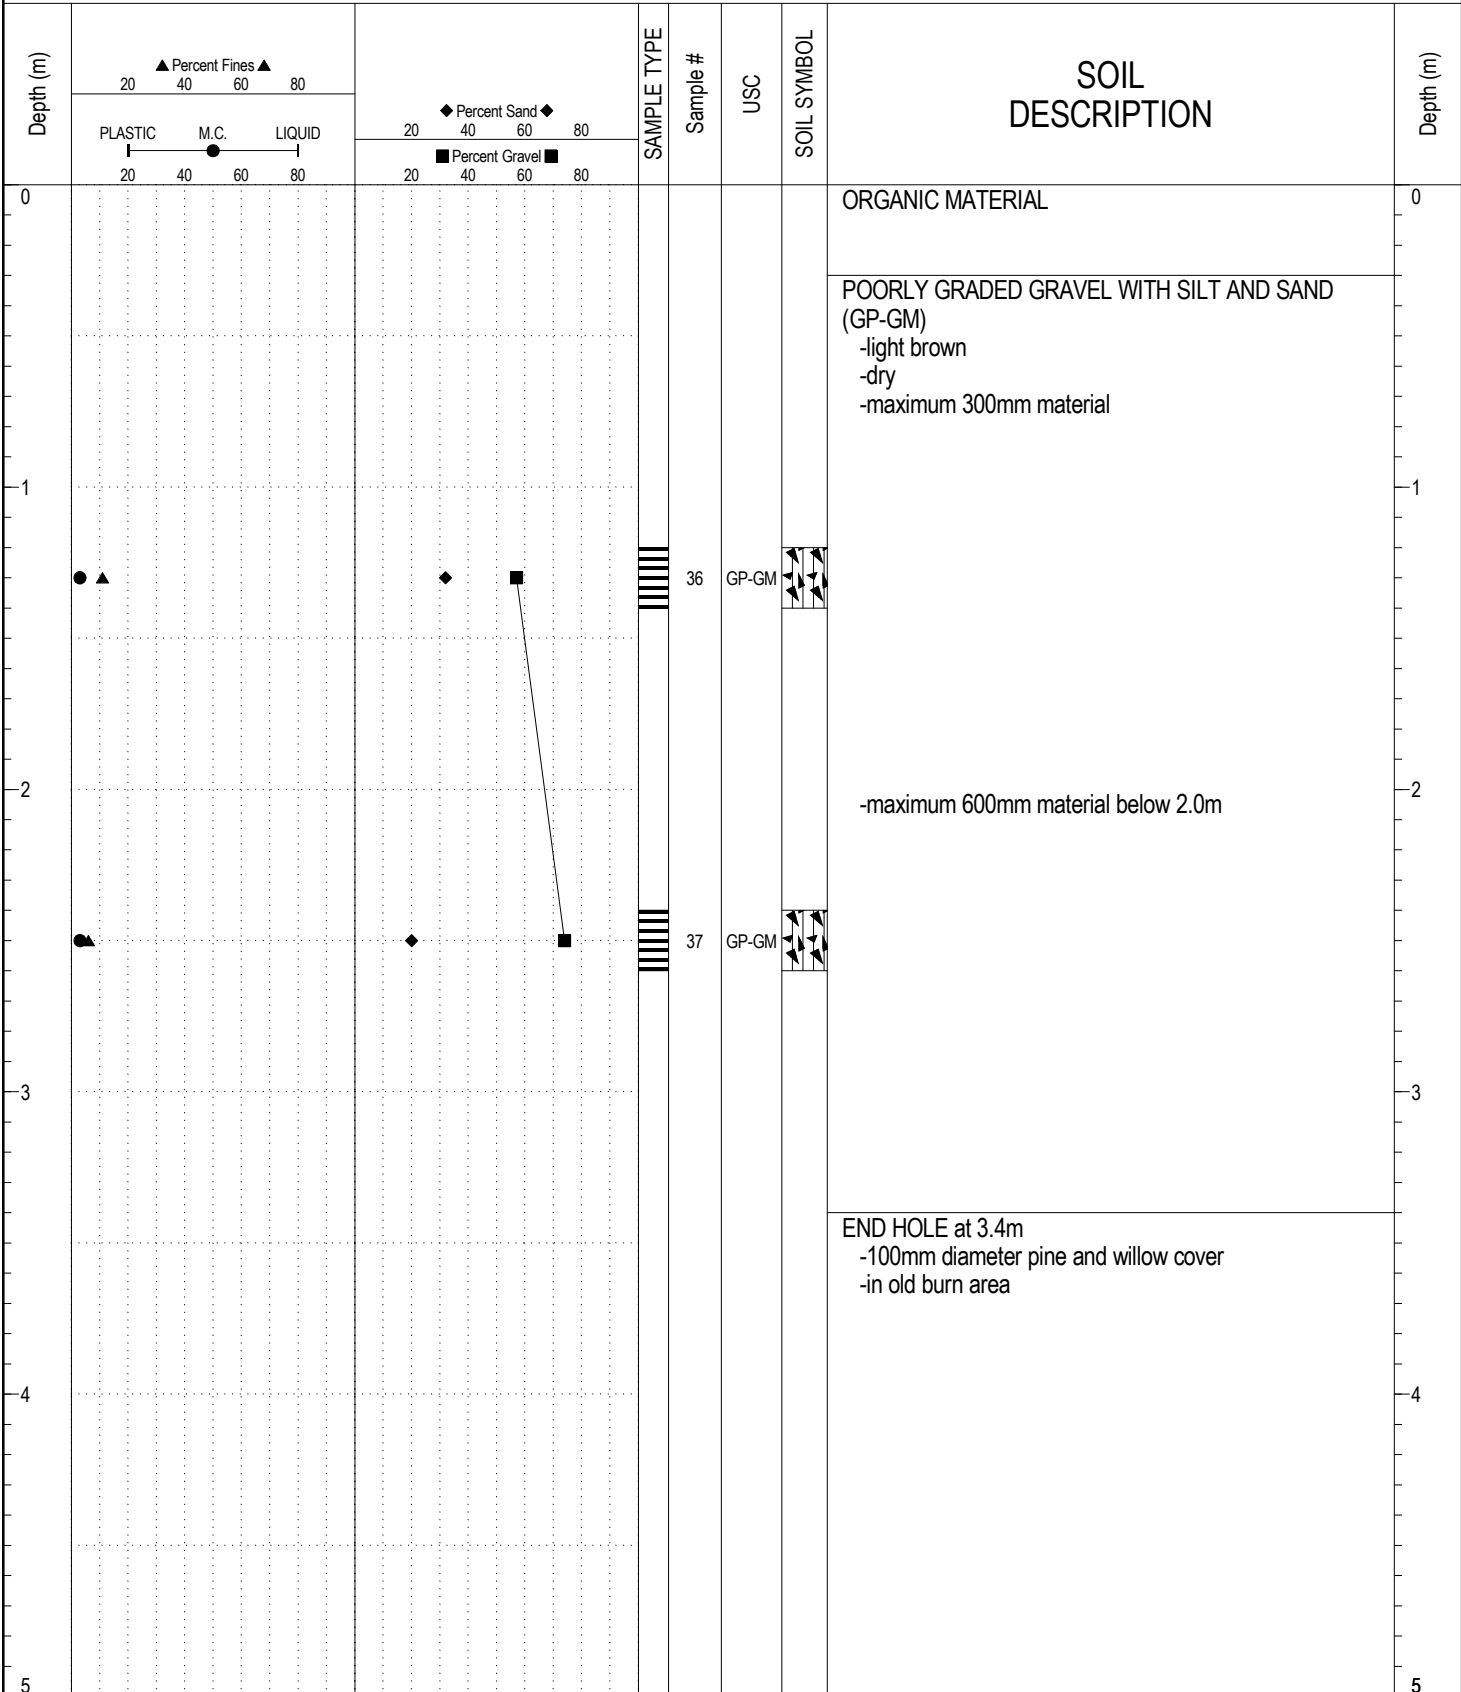 Depth (m)
▲ Percent Fines ▲
20 40 60 80
PLASTIC M.C. LIQUID
20 40 60 80
◆ Percent Sand ◆
20 40 60 80
■ Percent Gravel ■
20 40 60 80
SAMPLE TYPE
Sample #
USC
SOIL SYMBOL
SOIL
DESCRIPTION
Depth (m)
0 ORGANIC MATERIAL 0
POORLY GRADED GRAVEL WITH SILT AND SAND
(GP-GM)
-light brown
-dry
-maximum 300mm material
1 1
36 GP-GM
2 2
-maximum 600mm material below 2.0m
37 GP-GM
3 3
END HOLE at 3.4m
-100mm diameter pine and willow cover
-in old burn area
4 4
5 5